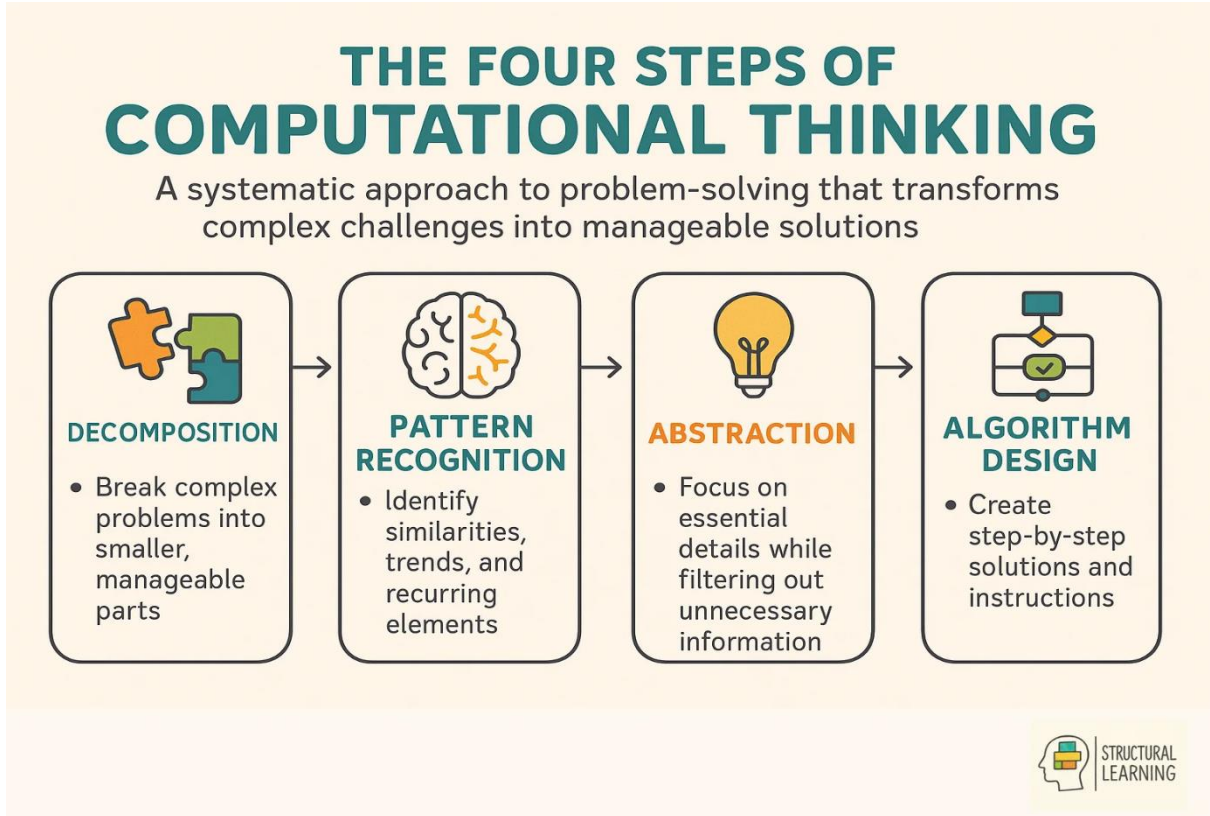 THE FOUR STEPS OF
COMPUTATIONAL THINKING
A systematic approach to problem-solving that transforms
complex challenges into manageable solutions
DECOMPOSITION
• Break complex
problems into
smaller,
manageable
parts
PATTERN
RECOGNITION
• Identify
similarities,
trends, and
recurring
elements
ABSTRACTION
• Focus on
essential
details while
filtering out
unnecessary
information
ALGORITHM
DESIGN
• Create
step-by-step
solutions and
instructions
STRUCTURAL
LEARNING